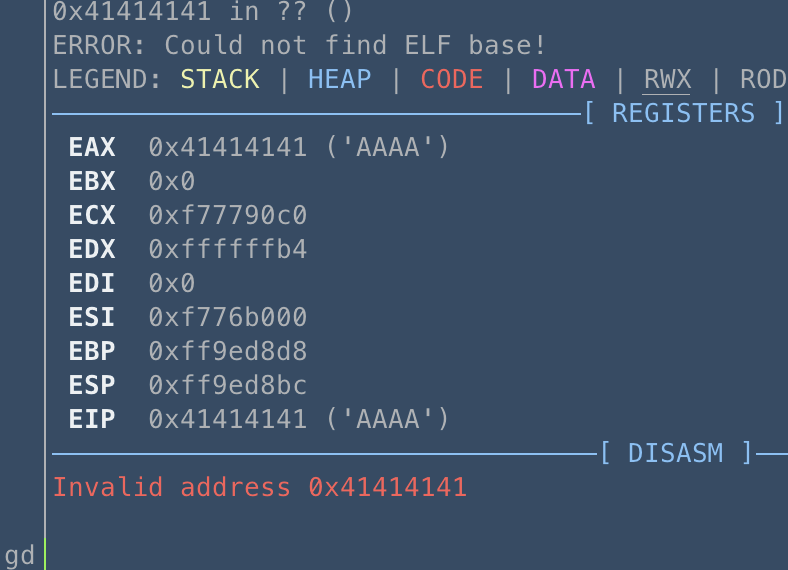 0x41414141 in ?? ()
ERROR: Could not find ELF base!
LEGEND: STACK | HEAP | CODE | DATA | RWX | ROD
[ REGISTERS ]
EAX 0x41414141 ('AAAA')
EBX 0x0
ECX 0xf77790c0
EDX 0xffffffb4
EDI 0x0
ESI 0xf776b000
EBP 0xff9ed8d8
ESP 0xff9ed8bc
EIP 0x41414141 ('AAAA')
[ DISASM ]
Invalid address 0x41414141
gd